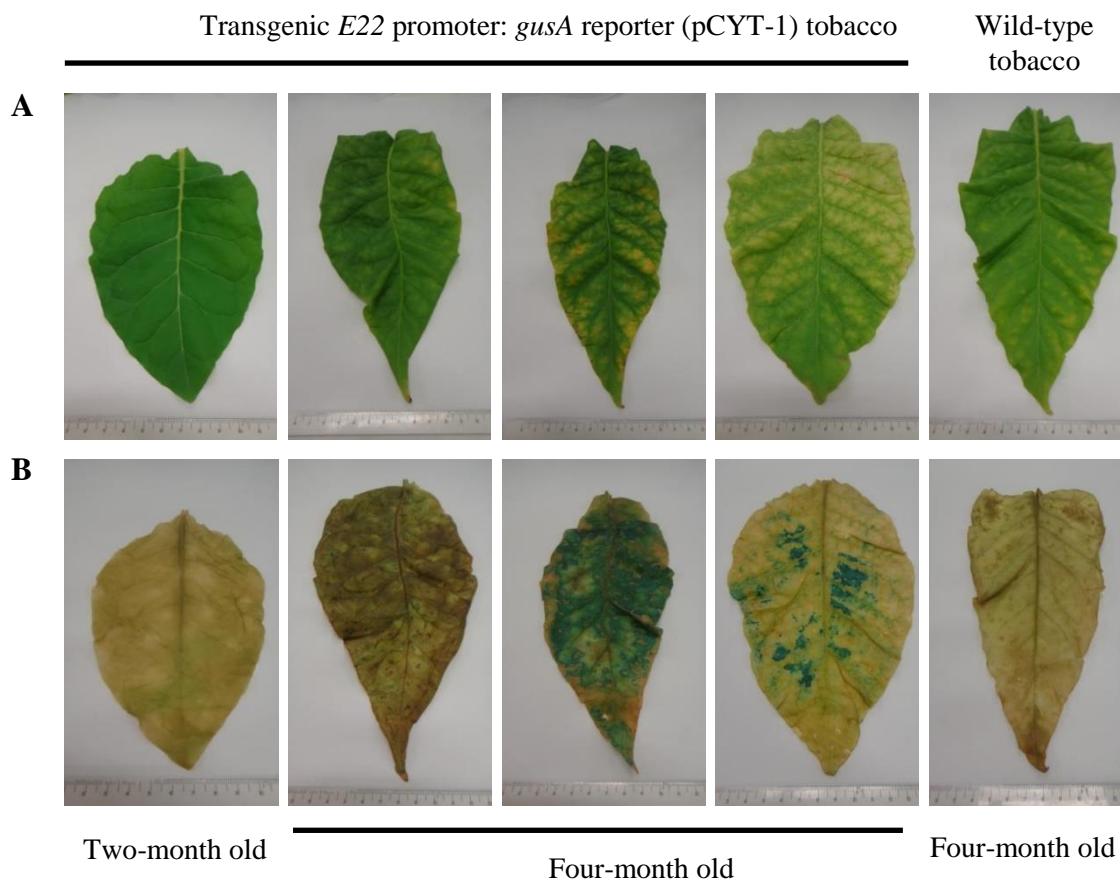 Transgenic E22 promoter: gusA reporter (pCYT-1) tobacco
Wild-type
tobacco
A
B
Two-month old
Four-month old
Four-month old